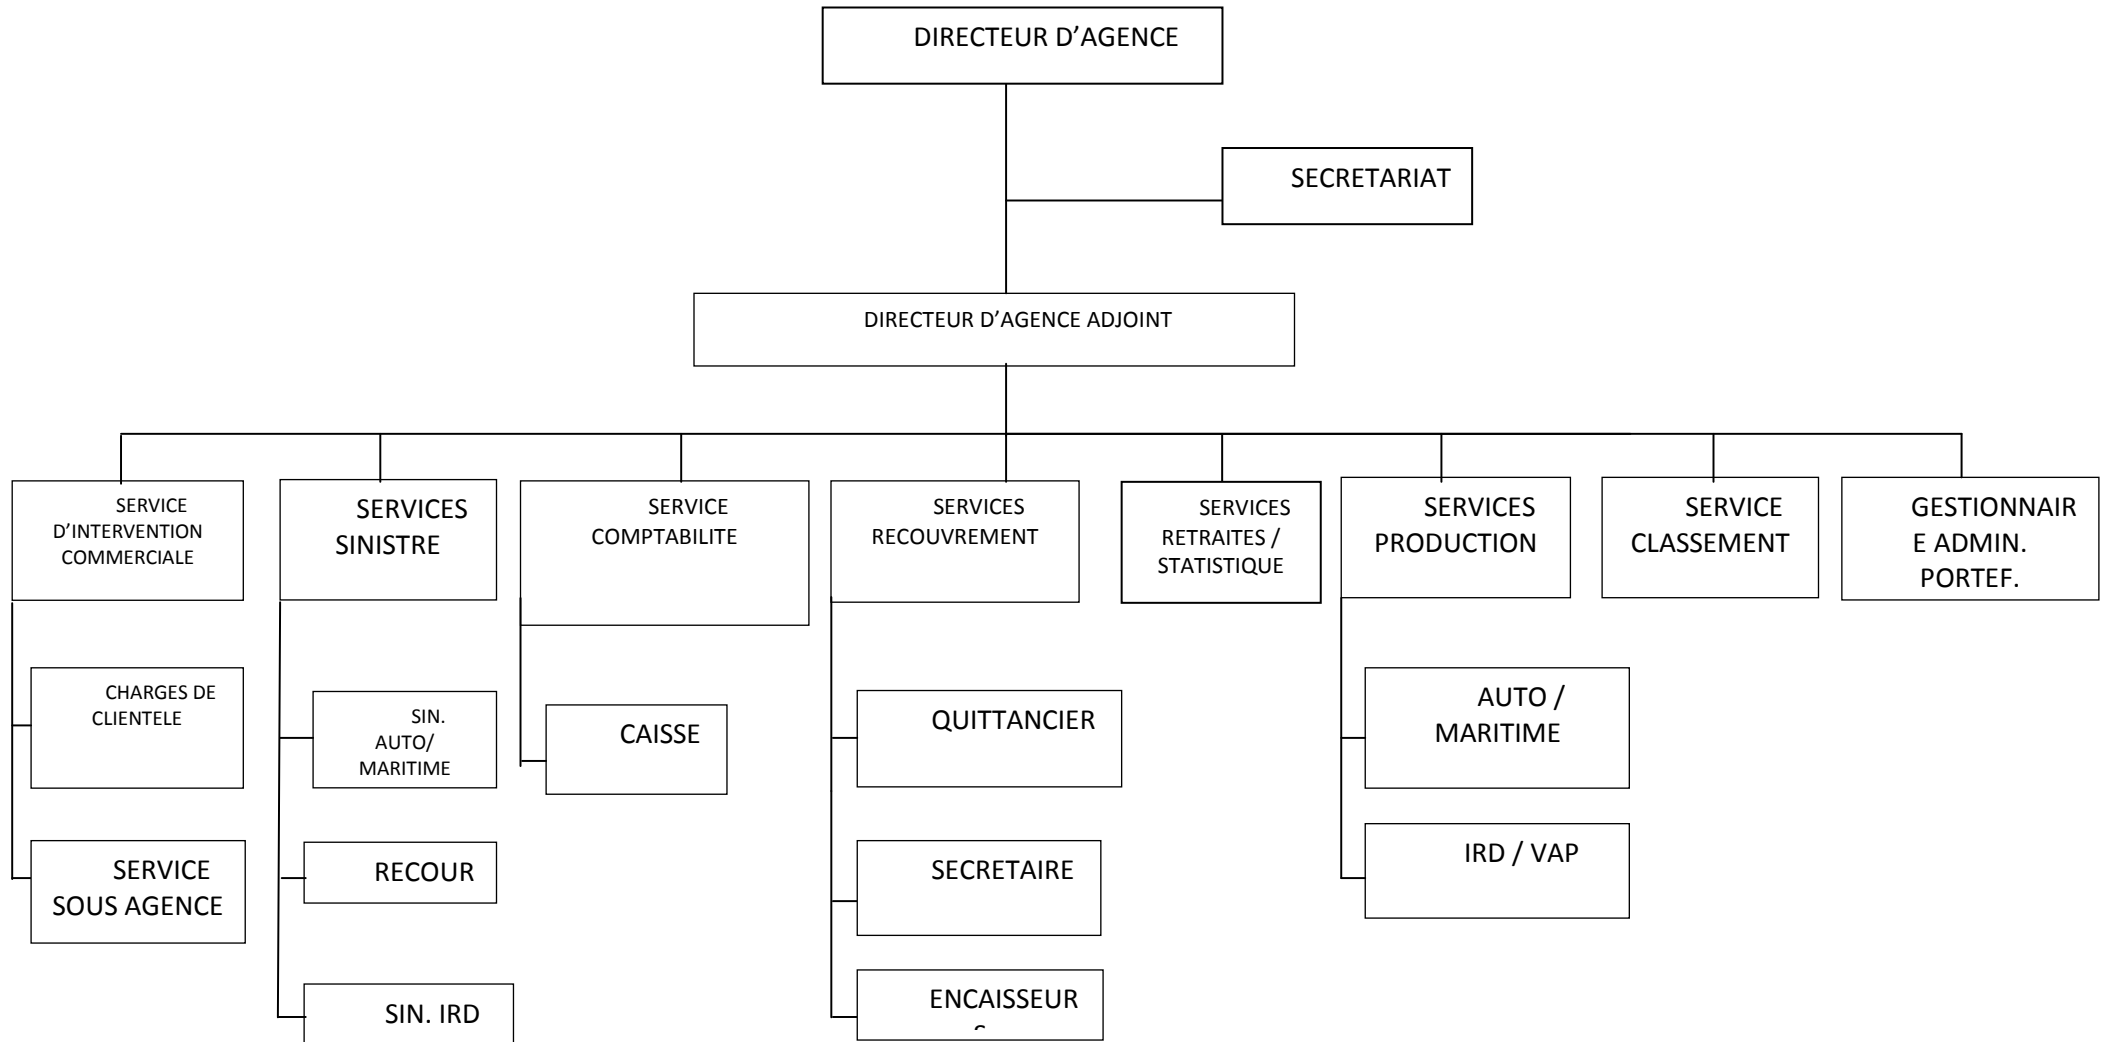 DIRECTEUR D’AGENCE
SECRETARIAT
DIRECTEUR D’AGENCE ADJOINT
SERVICE
D’INTERVENTION
COMMERCIALE
SERVICES
SINISTRE
SERVICE
COMPTABILITE
SERVICES
RECOUVREMENT
SERVICES
RETRAITES /
STATISTIQUE
SERVICES
PRODUCTION
SERVICE
CLASSEMENT
GESTIONNAIR
E ADMIN.
PORTEF.
CHARGES DE
CLIENTELE
SIN.
AUTO/
MARITIME
CAISSE
QUITTANCIER
AUTO /
MARITIME
SERVICE
SOUS AGENCE
RECOUR
SECRETAIRE
IRD / VAP
SIN. IRD
ENCAISSEUR